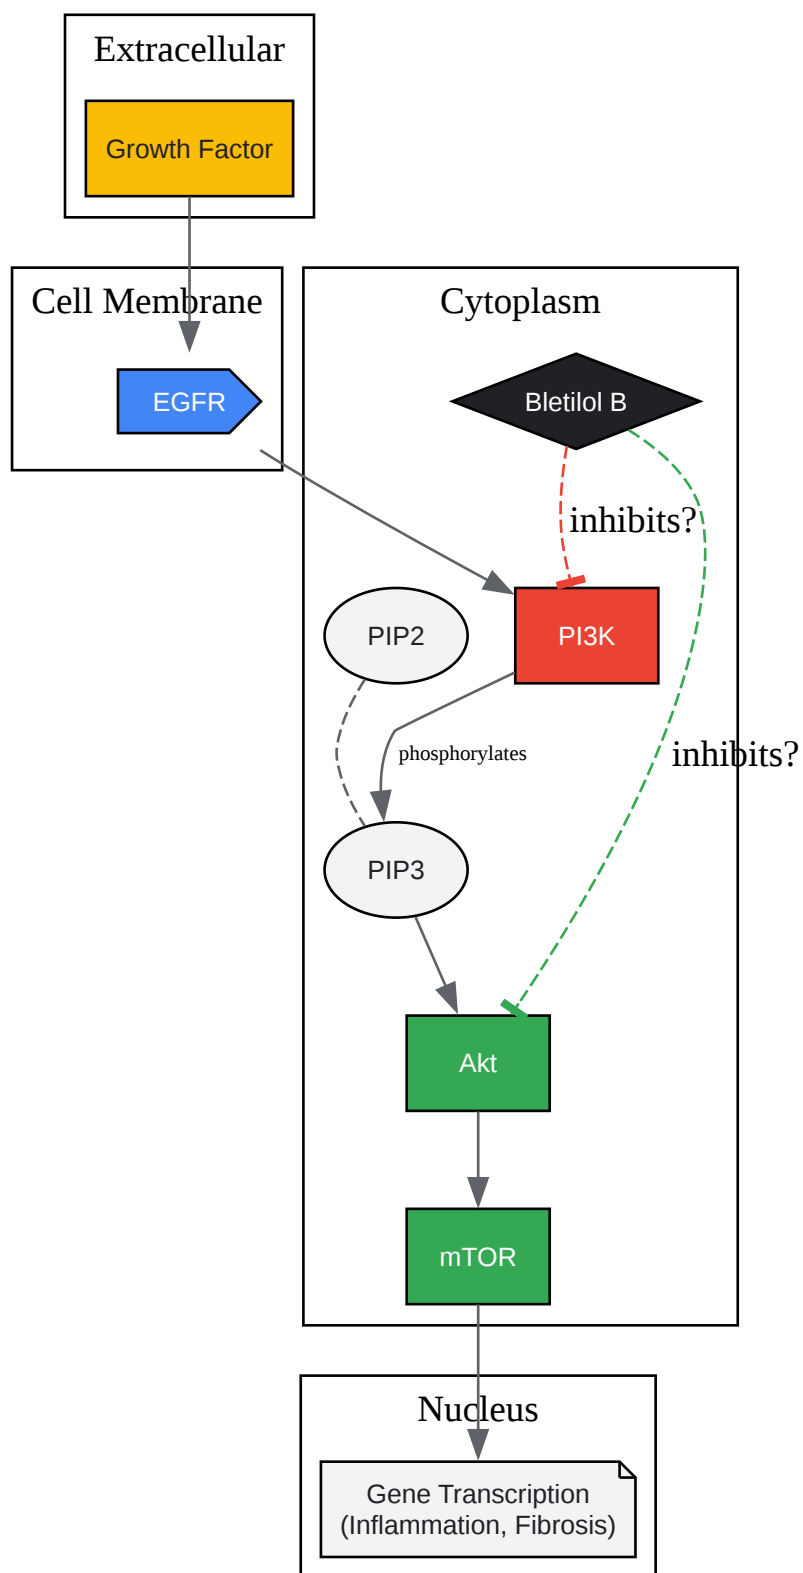 Extracellular
Growth Factor
Cell Membrane
Cytoplasm
EGFR
Bletilol B
inhibits?
PIP2
PI3K
phosphorylates
inhibits?
PIP3
Akt
mTOR
Nucleus
Gene Transcription
(Inflammation, Fibrosis)